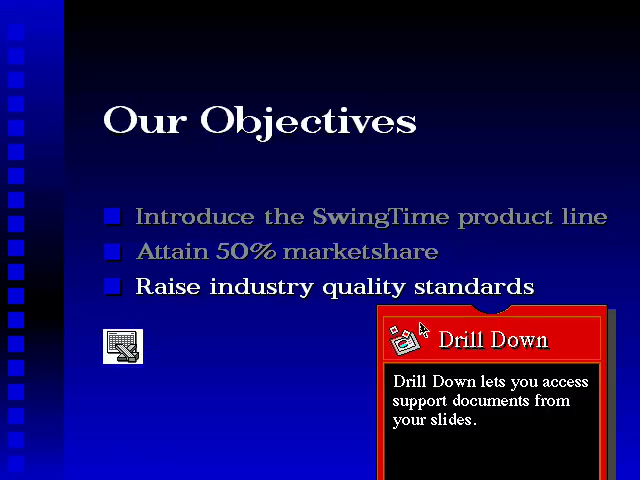 Our Objectives
Introduce the SwingTime product line
Attain 50% marketshare
Raise industry quality standards
Drill Down
Drill Down lets you access
support documents from
your slides.